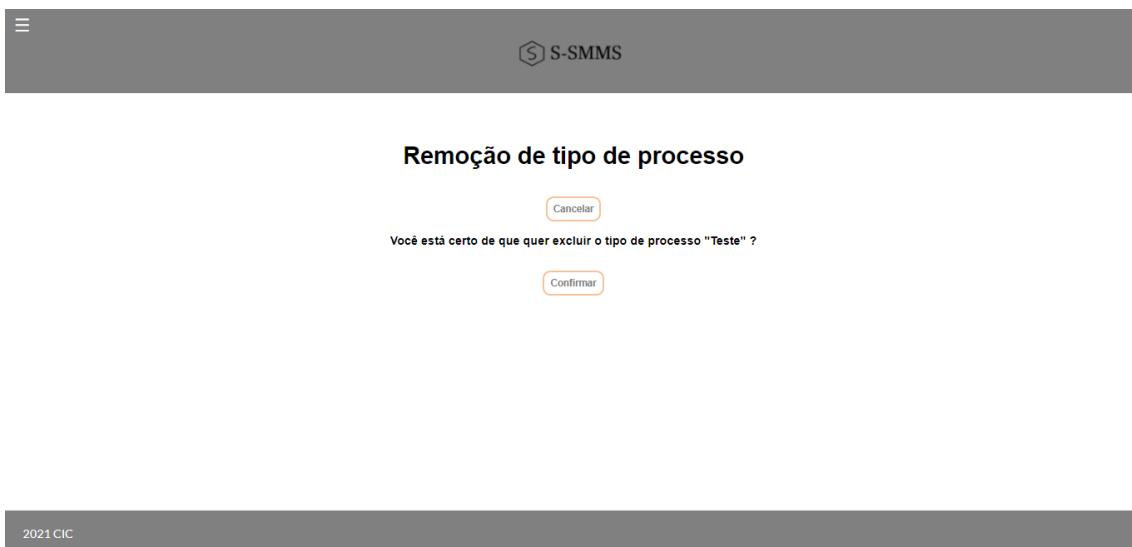 S-SMMS
Remoção de tipo de processo
Cancelar
Você está certo de que quer excluir o tipo de processo "Teste" ?
Confirmar
2021 CIC